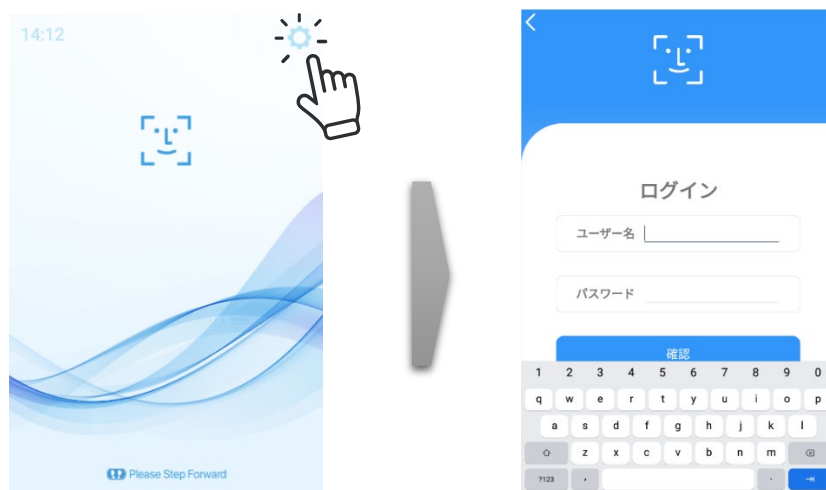 14:12
Please Step Forward
ログイン
ユーザー名
パスワード
確認
1 2 3 4 5 6 7 8 9 0
q w e r t y u i o p
a s d f g h j k l
z x c v b n m
?123 , .